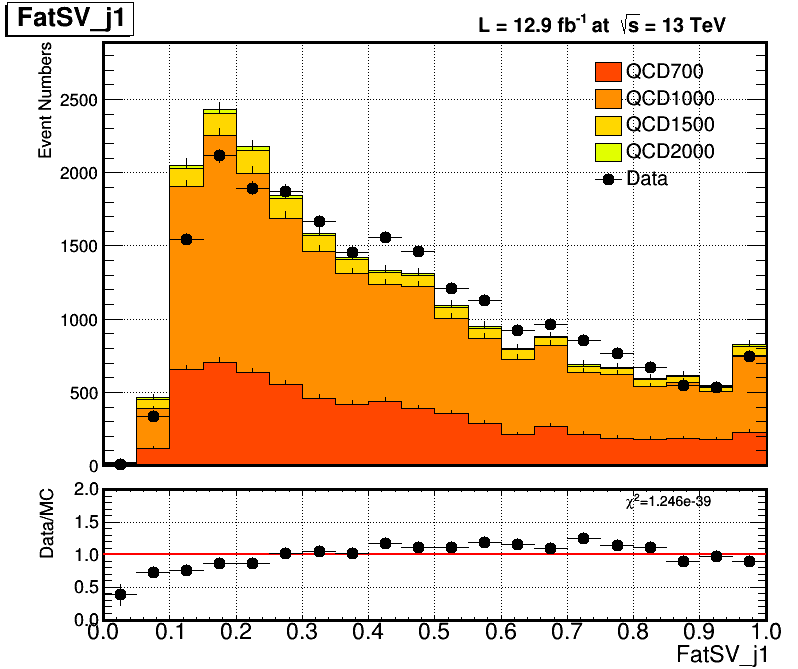 FatSV_j1
L = 12.9 fb⁻¹ at √s = 13 TeV
Event Numbers
2500
2000
1500
1000
500
0
QCD700
QCD1000
QCD1500
QCD2000
Data
Data/MC
2.0
1.5
1.0
0.5
0.0
χ²=1.246e-39
0.0 0.1 0.2 0.3 0.4 0.5 0.6 0.7 0.8 0.9 1.0
FatSV_j1